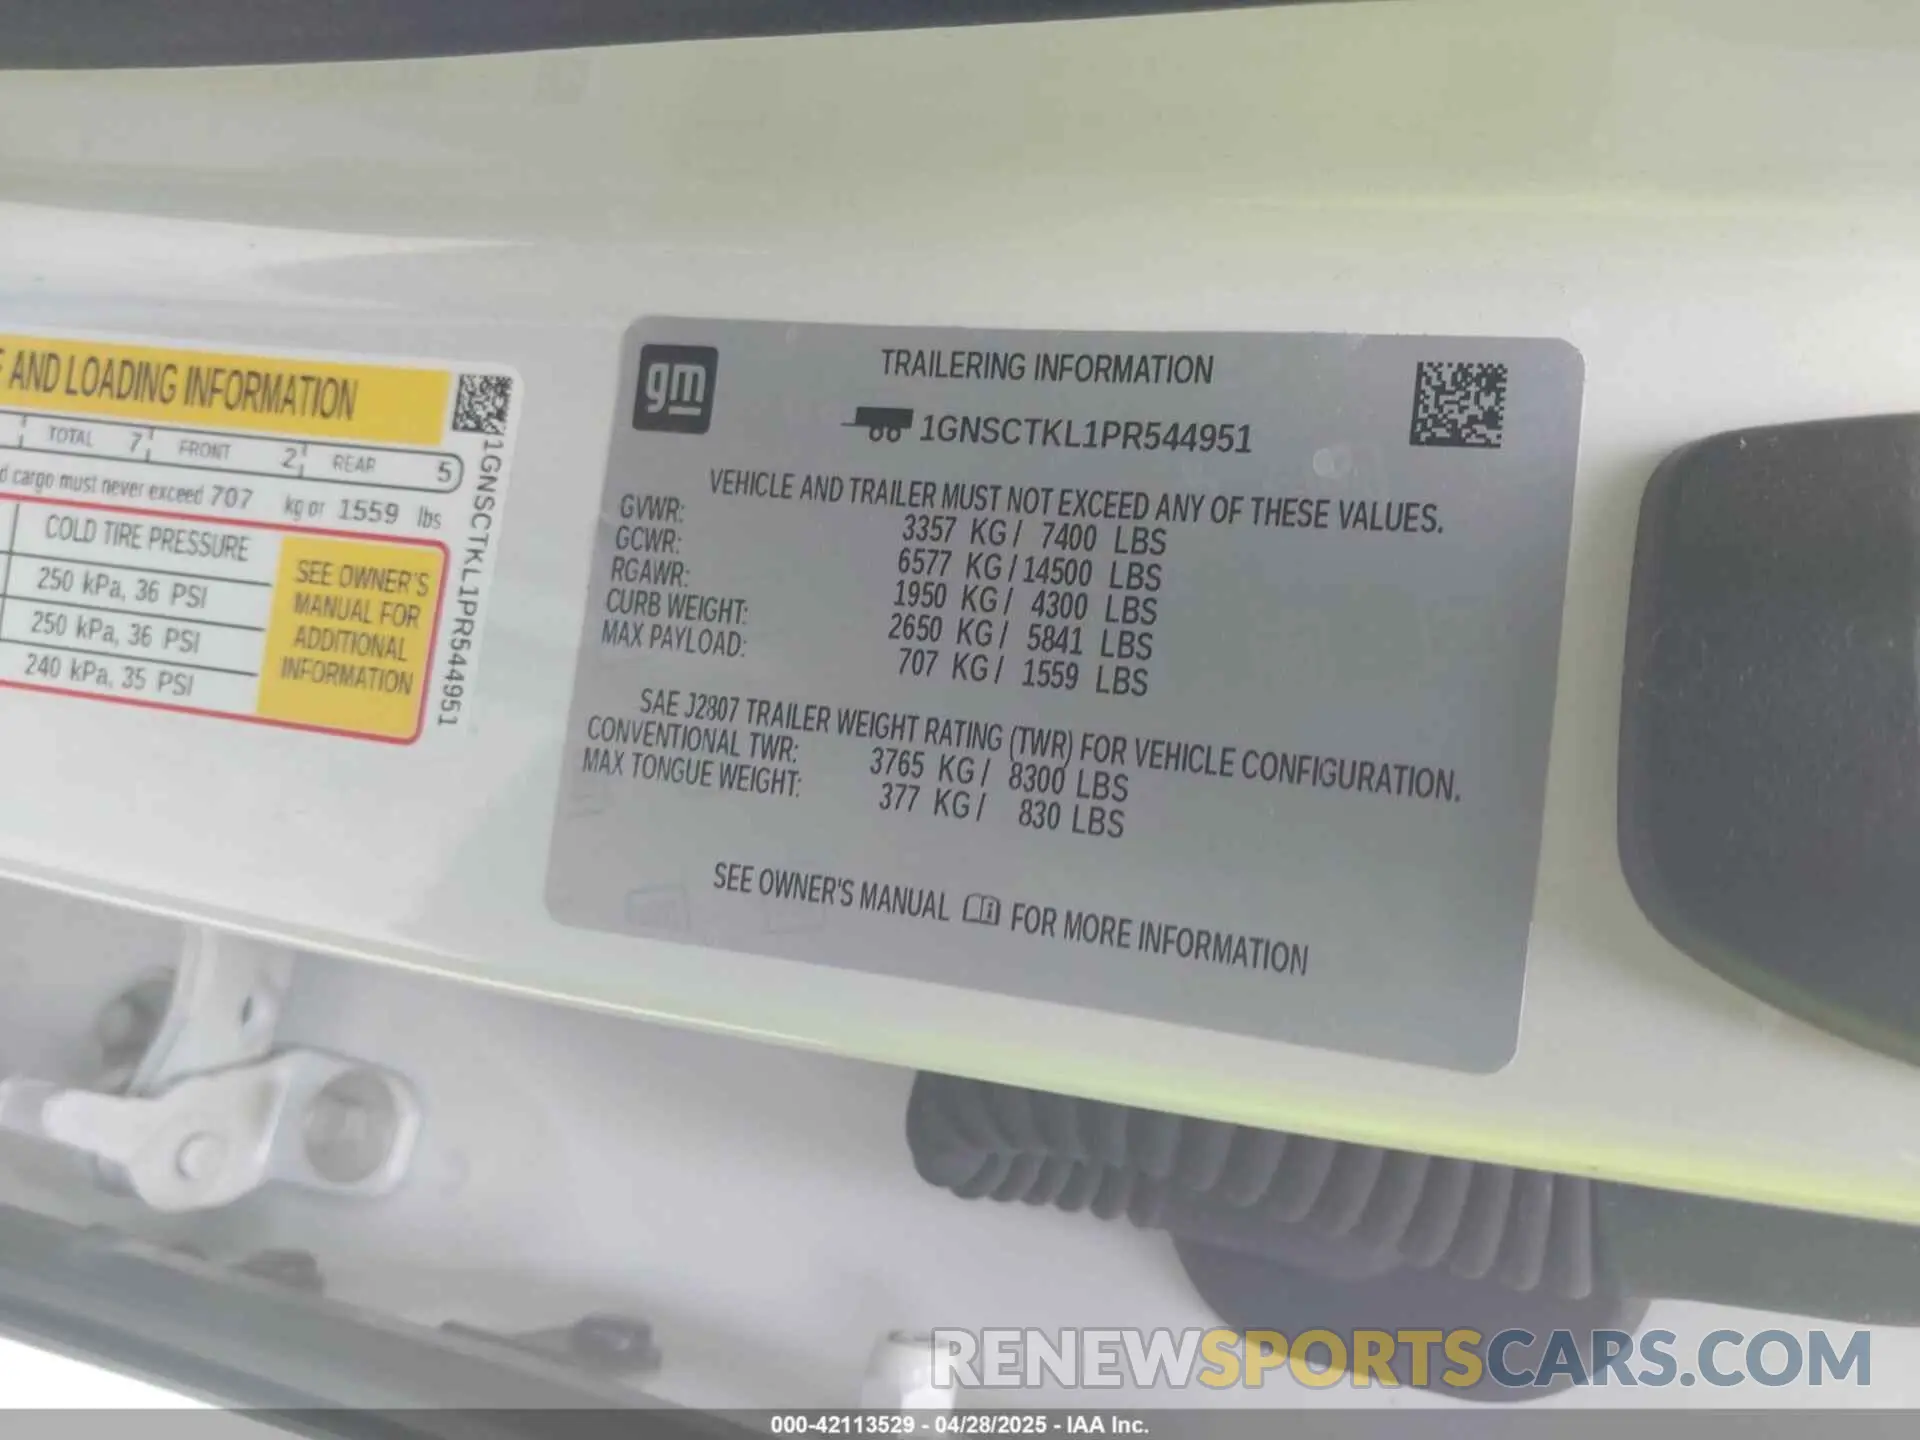 AND LOADING INFORMATION
TOTAL 7 FRONT 2 REAR 5
cargo must never exceed 707 kg or 1559 lbs
COLD TIRE PRESSURE
250 kPa, 36 PSI
250 kPa, 36 PSI
240 kPa, 35 PSI
SEE OWNER'S
MANUAL FOR
ADDITIONAL
INFORMATION
1GNSCTKL1PR544951
gm
TRAILERING INFORMATION
1GNSCTKL1PR544951
VEHICLE AND TRAILER MUST NOT EXCEED ANY OF THESE VALUES.
GVWR: 3357 KG/ 7400 LBS
GCWR: 6577 KG/14500 LBS
RGAWR: 1950 KG/ 4300 LBS
CURB WEIGHT: 2650 KG/ 5841 LBS
MAX PAYLOAD: 707 KG/ 1559 LBS
SAE J2807 TRAILER WEIGHT RATING (TWR) FOR VEHICLE CONFIGURATION.
CONVENTIONAL TWR: 3765 KG/ 8300 LBS
MAX TONGUE WEIGHT: 377 KG/ 830 LBS
SEE OWNER'S MANUAL FOR MORE INFORMATION
RENEWSPORTSCARS.COM
000-42113529 - 04/28/2025 - IAA Inc.